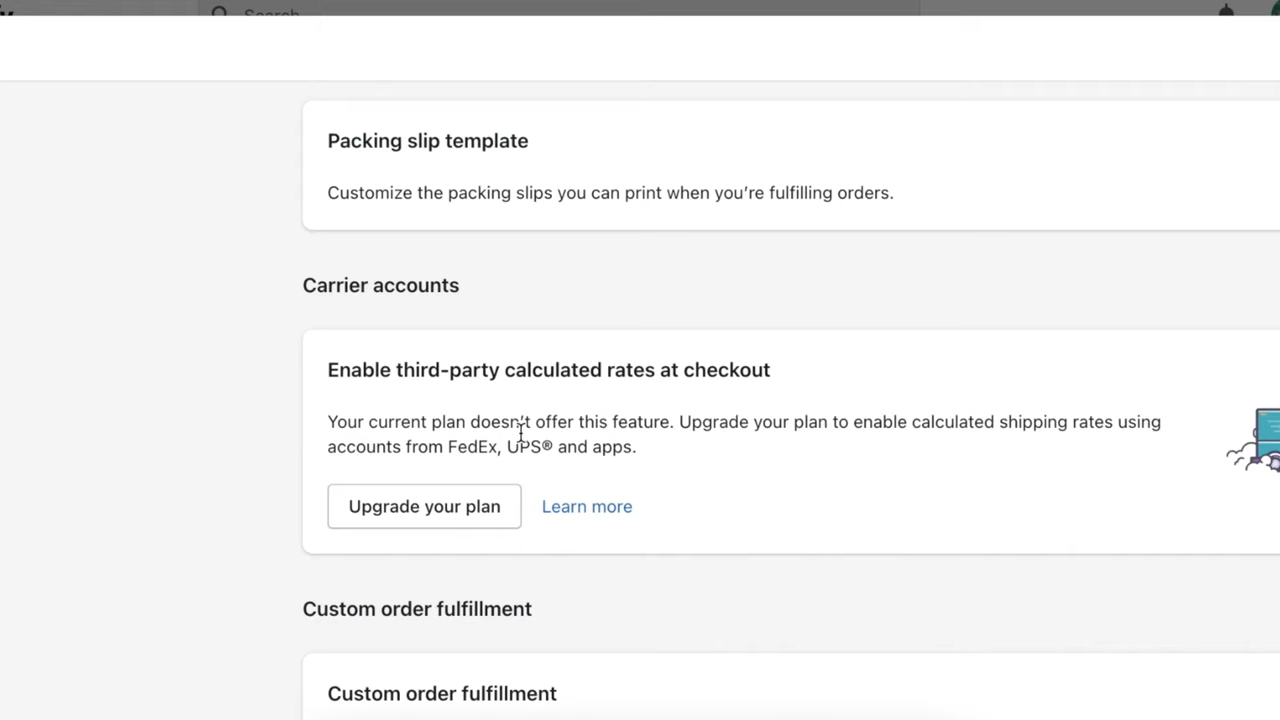 Search
Packing slip template
Customize the packing slips you can print when you’re fulfilling orders.
Carrier accounts
Enable third-party calculated rates at checkout
Your current plan doesn’t offer this feature. Upgrade your plan to enable calculated shipping rates using
accounts from FedEx, UPS® and apps.
Upgrade your plan
Learn more
Custom order fulfillment
Custom order fulfillment